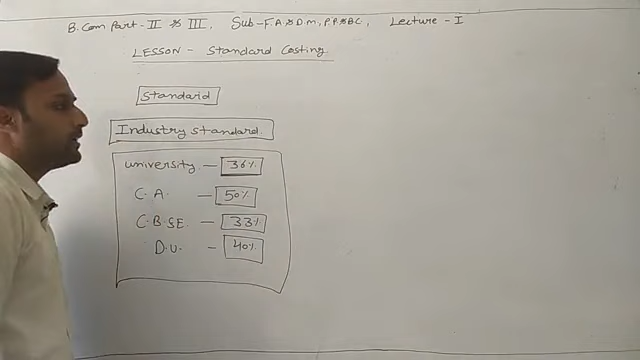 B. Com Part - II & III, Sub - F.A. & D.M, P.P. & B.C., Lecture - I
LESSON - Standard Costing
Standard
Industry standard.
University - 36%
C.A. - 50%
C.B.SE. - 33%
D.U. - 40%